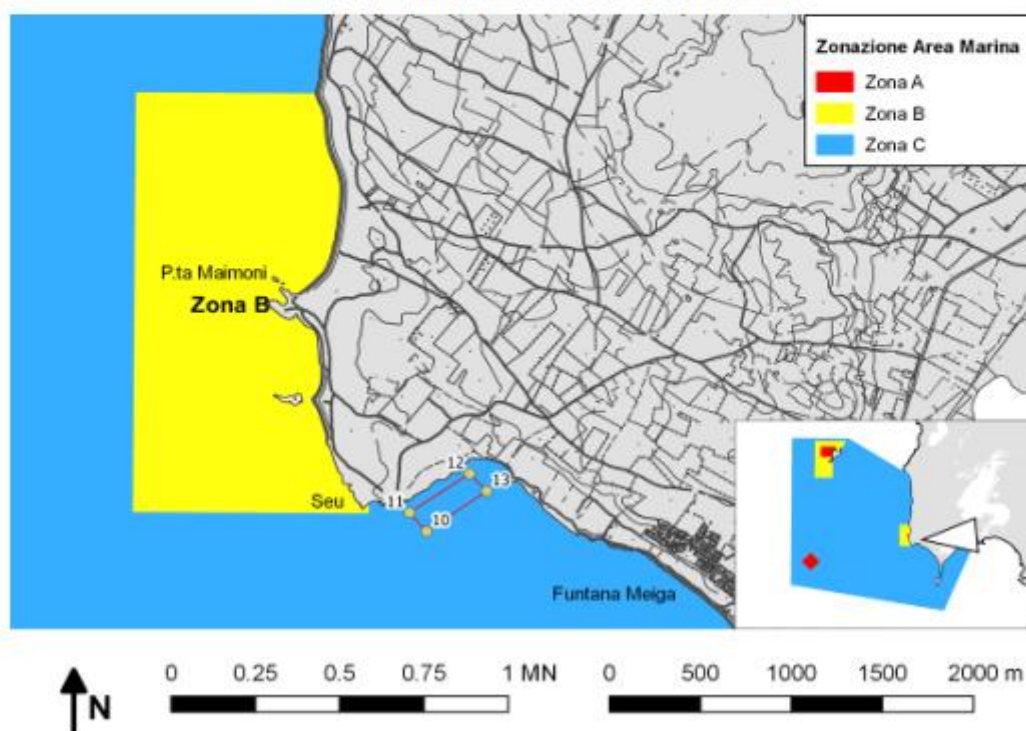 Zonazione Area Marina
Zona A
Zona B
Zona C
P.ta Maimoni
Zona B
Seu
11
12
13
10
Funtana Meiga
N
0 0.25 0.5 0.75 1 MN
0 500 1000 1500 2000 m